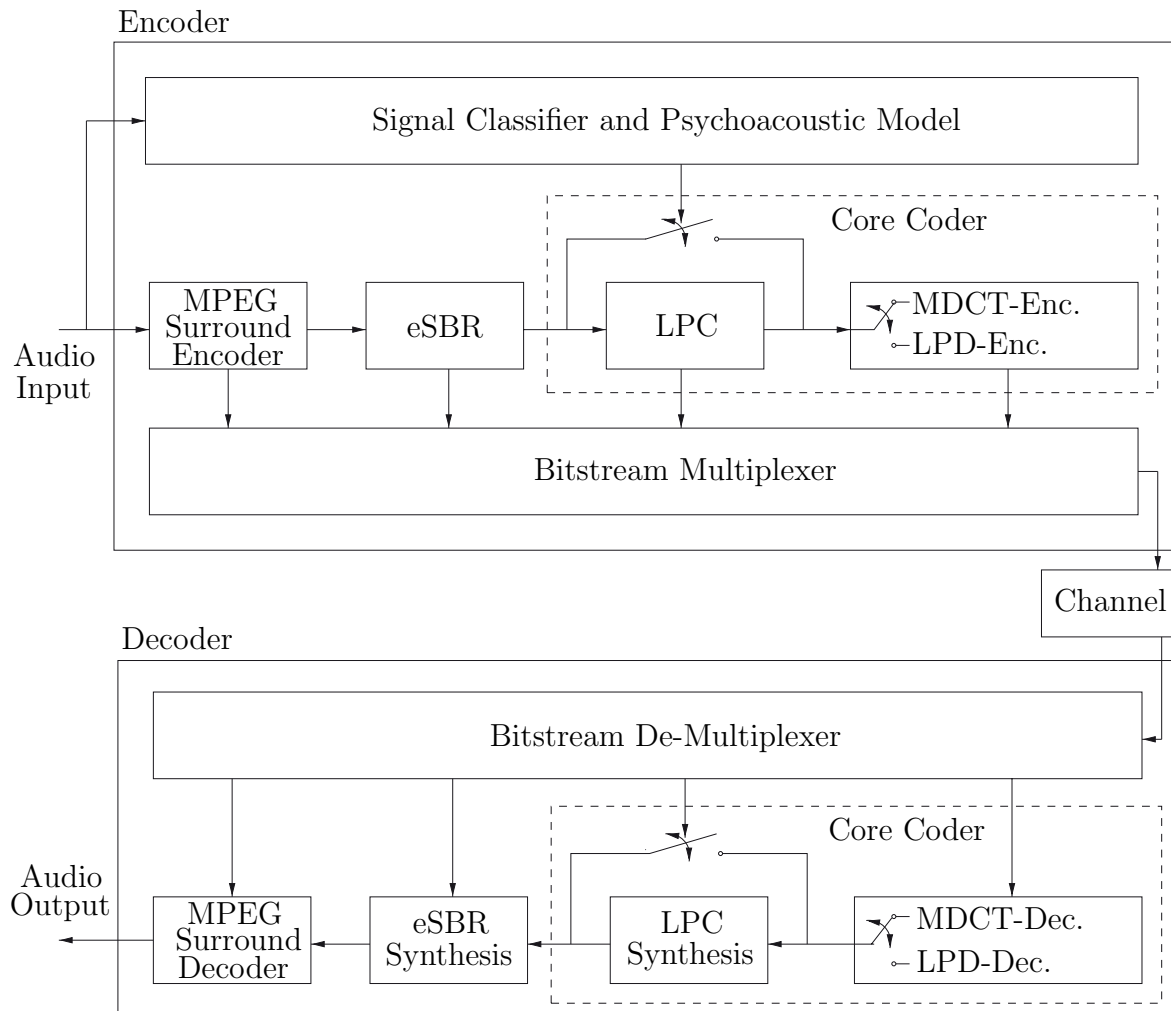 Encoder
Signal Classifier and Psychoacoustic Model
Core Coder
MPEG
Surround
Encoder
eSBR
LPC
MDCT-Enc.
LPD-Enc.
Audio
Input
Bitstream Multiplexer
Channel
Decoder
Bitstream De-Multiplexer
Core Coder
Audio
Output
MPEG
Surround
Decoder
eSBR
Synthesis
LPC
Synthesis
MDCT-Dec.
LPD-Dec.